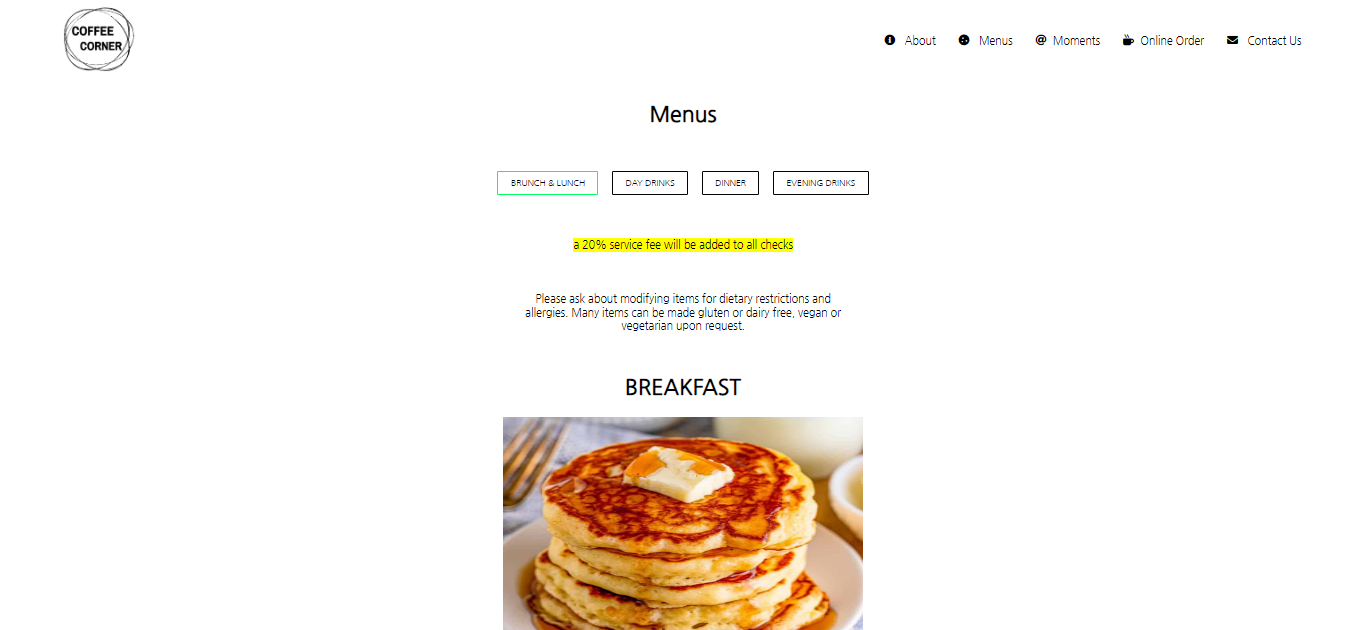 COFFEE
CORNER
About
Menus
Moments
Online Order
Contact Us
Menus
BRUNCH & LUNCH
DAY DRINKS
DINNER
EVENING DRINKS
a 20% service fee will be added to all checks
Please ask about modifying items for dietary restrictions and
allergies. Many items can be made gluten or dairy free, vegan or
vegetarian upon request.
BREAKFAST